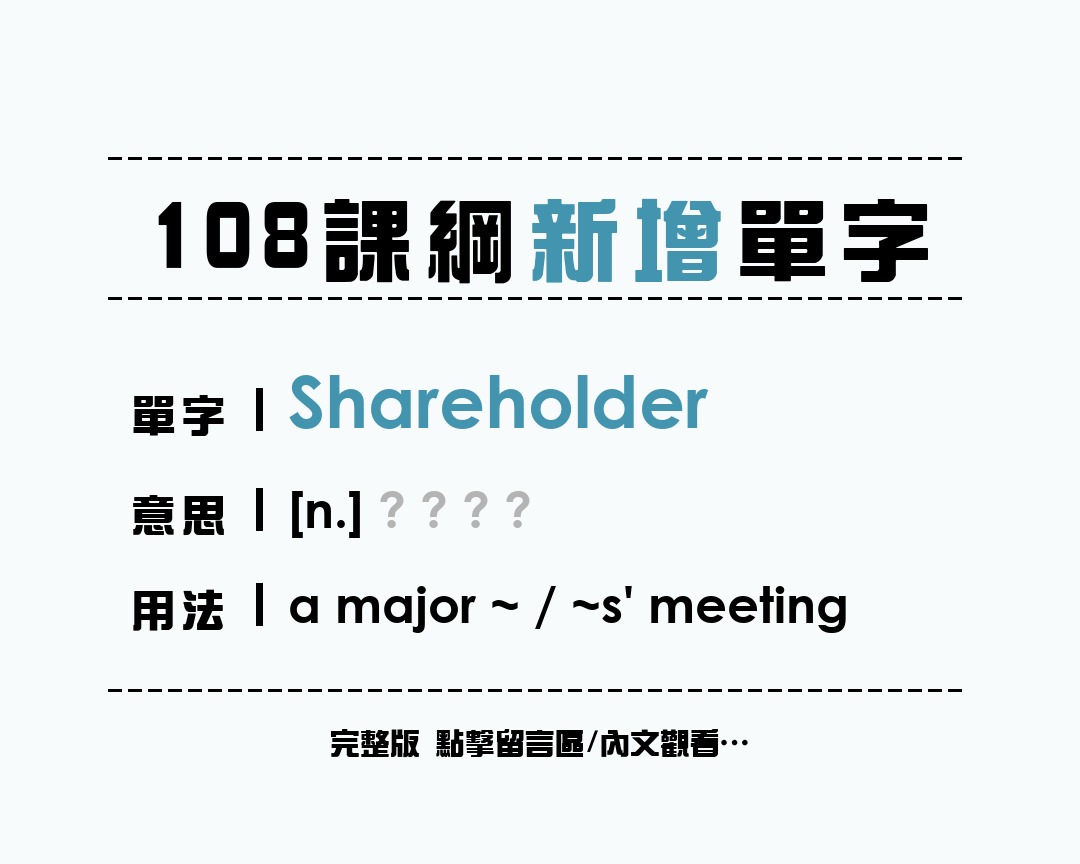 108課綱新增單字
單字 | Shareholder
意思 | [n.] ? ? ? ?
用法 | a major ~ / ~s' meeting
完整版 點擊留言區/內文觀看…